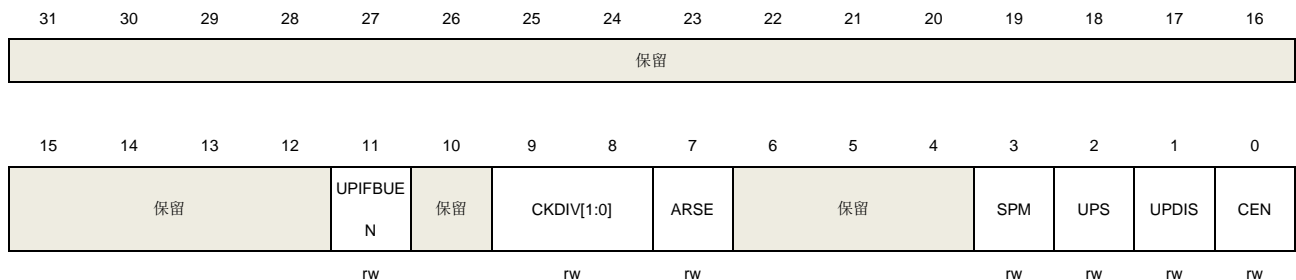 31 30 29 28 27 26 25 24 23 22 21 20 19 18 17 16
保留
15 14 13 12 11 10 9 8 7 6 5 4 3 2 1 0
保留 UPIFBUE
N 保留 CKDIV[1:0] ARSE 保留 SPM UPS UPDIS CEN
rw rw rw rw rw rw rw